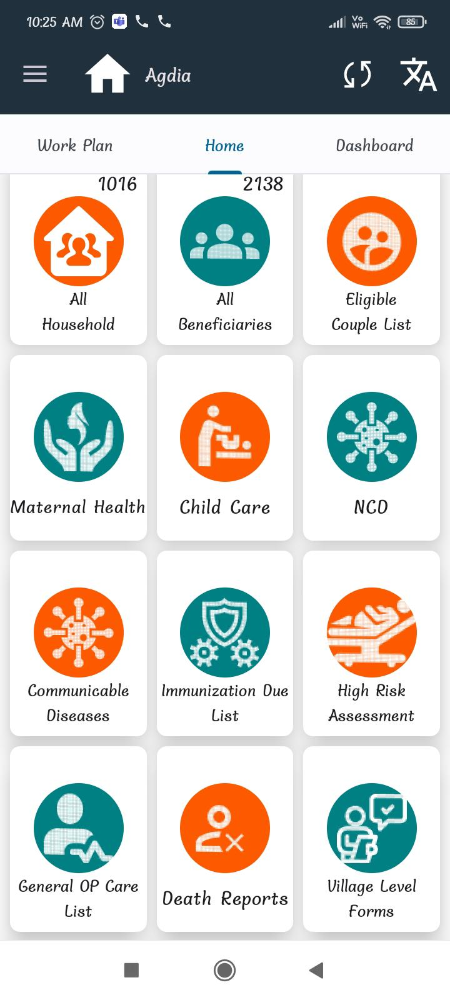 10:25 AM
Vo
WiFi
85
Agdia
Work Plan Home Dashboard
1016 2138
All
Household
All
Beneficiaries
Eligible
Couple List
Maternal Health
Child Care
NCD
Communicable
Diseases
Immunization Due
List
High Risk
Assessment
General OP Care
List
Death Reports
Village Level
Forms